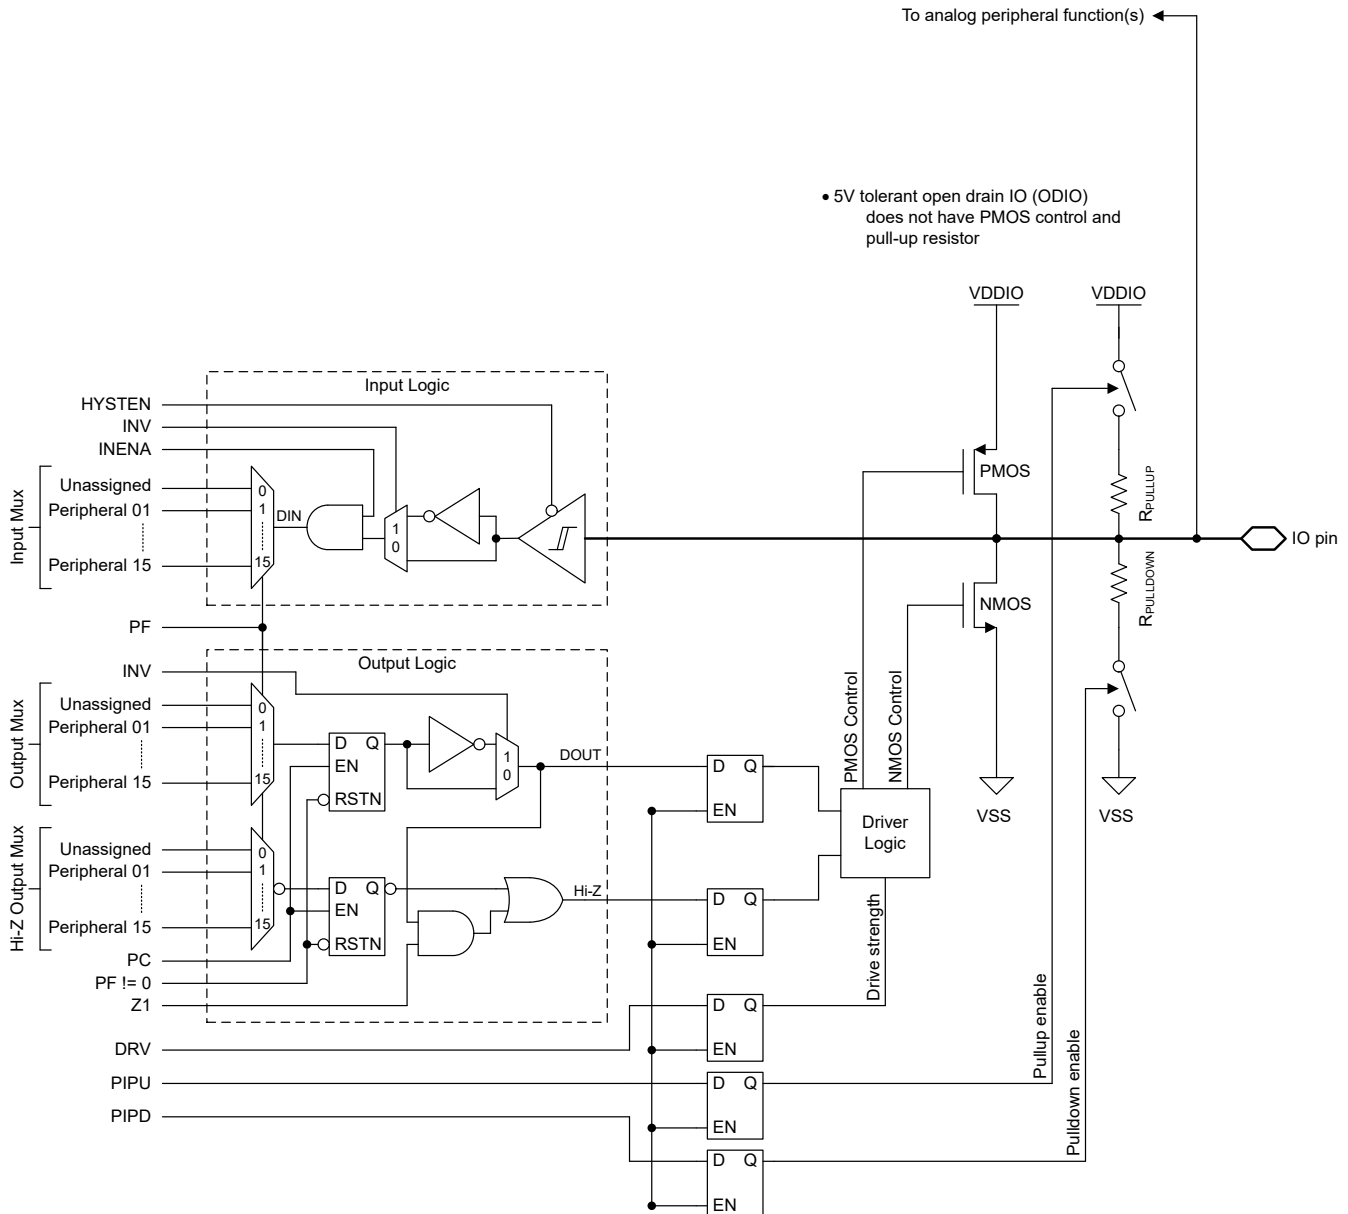 To analog peripheral function(s)
• 5V tolerant open drain IO (ODIO)
does not have PMOS control and
pull-up resistor
VDDIO
VDDIO
Input Logic
HYSTEN
INV
INENA
Input Mux
Unassigned
Peripheral 01
Peripheral 15
0
1
15
DIN
1
0
PMOS
RPULLUP
IO pin
NMOS
RPULLDOWN
PF
Output Logic
INV
Output Mux
Unassigned
Peripheral 01
Peripheral 15
0
1
15
D Q
EN
RSTN
1
0
DOUT
D Q
EN
PMOS Control
NMOS Control
Driver
Logic
VSS
VSS
Hi-Z Output Mux
Unassigned
Peripheral 01
Peripheral 15
0
1
15
D Q
EN
RSTN
Hi-Z
D Q
EN
Drive strength
PC
PF != 0
Z1
D Q
EN
DRV
PIPU
D Q
EN
Pullup enable
PIPD
D Q
EN
Pulldown enable